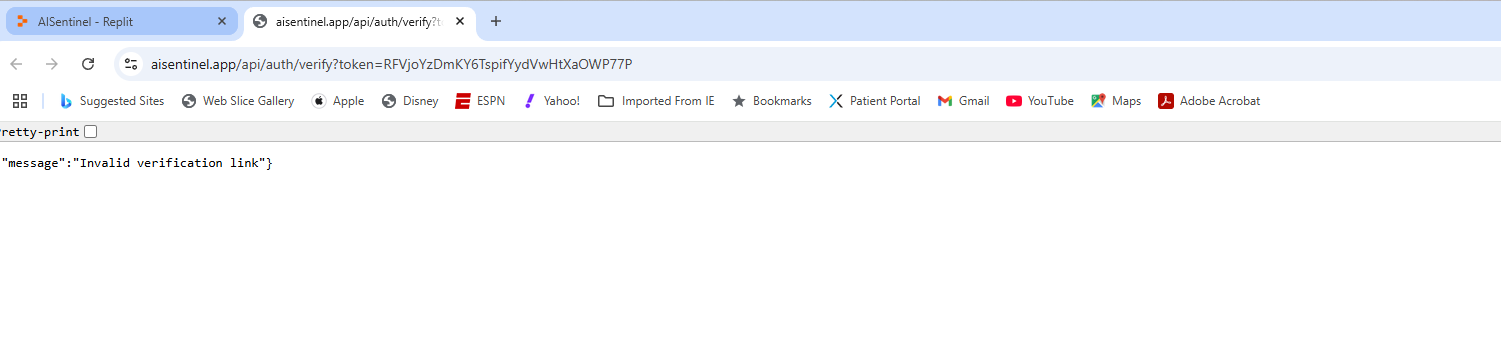 AISentinel - Replit aisentinel.app/api/auth/verify?t
aisentinel.app/api/auth/verify?token=RFVjoYzDmKY6TspifYydVwHtXaOWP77P
Suggested Sites Web Slice Gallery Apple Disney ESPN Yahoo! Imported From IE Bookmarks Patient Portal Gmail YouTube Maps Adobe Acrobat
retty-print
"message":"Invalid verification link"}